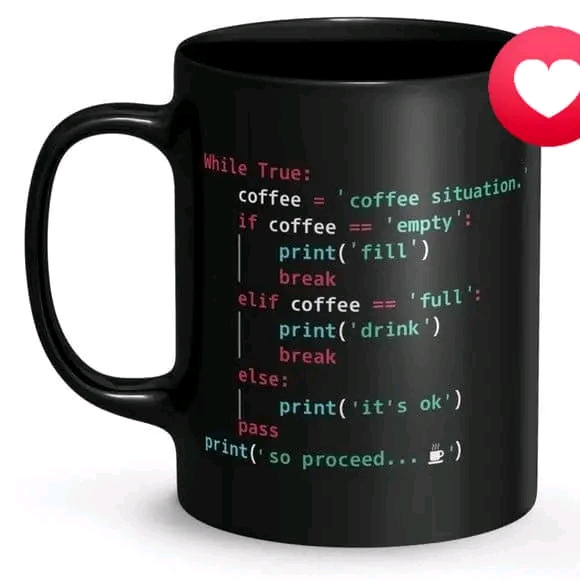 While True:
    coffee = 'coffee situation.'
    if coffee == 'empty':
        print('fill')
        break
    elif coffee == 'full':
        print('drink')
        break
    else:
        print('it's ok')
    pass
print('so proceed... ☕')